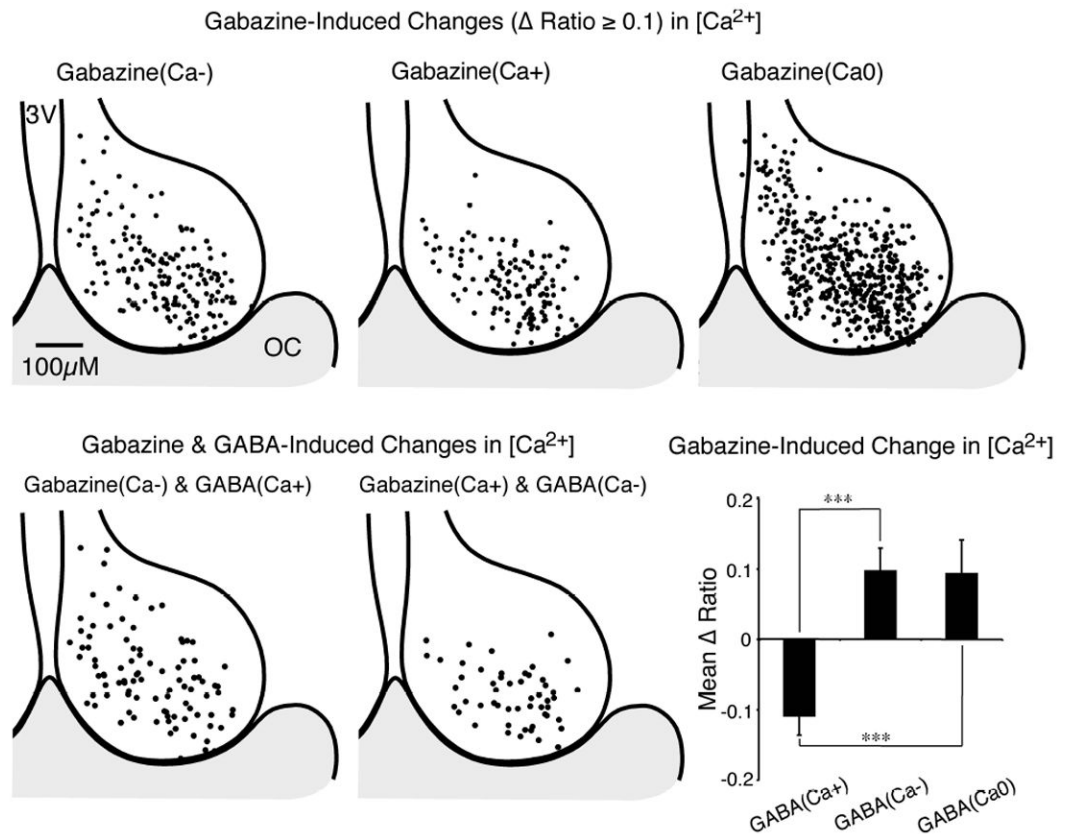 Gabazine-Induced Changes (Δ Ratio ≥ 0.1) in [Ca2+]
Gabazine(Ca-)
Gabazine(Ca+)
Gabazine(Ca0)
3V
OC
100µM
Gabazine & GABA-Induced Changes in [Ca2+]
Gabazine(Ca-) & GABA(Ca+)
Gabazine(Ca+) & GABA(Ca-)
Gabazine-Induced Change in [Ca2+]
Mean Δ Ratio
0.2
0.1
0
-0.1
-0.2
***
***
GABA(Ca+)
GABA(Ca-)
GABA(Ca0)